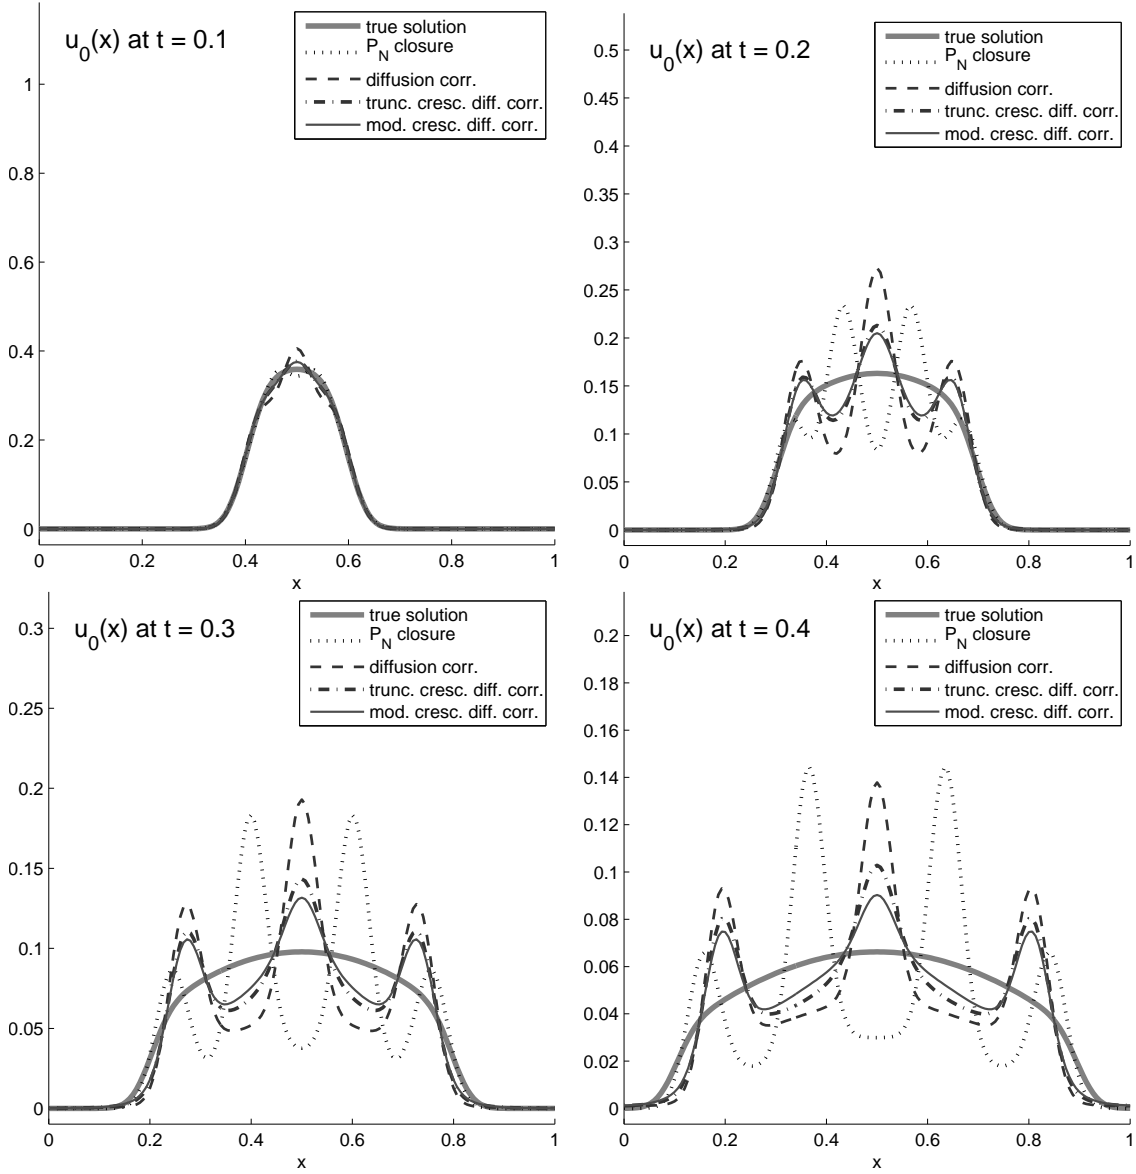 u0(x) at t = 0.1
true solution
PN closure
diffusion corr.
trunc. cresc. diff. corr.
mod. cresc. diff. corr.
1
0.8
0.6
0.4
0.2
0
0 0.2 0.4 0.6 0.8 1
x
u0(x) at t = 0.2
true solution
PN closure
diffusion corr.
trunc. cresc. diff. corr.
mod. cresc. diff. corr.
0.5
0.45
0.4
0.35
0.3
0.25
0.2
0.15
0.1
0.05
0
0 0.2 0.4 0.6 0.8 1
x
u0(x) at t = 0.3
true solution
PN closure
diffusion corr.
trunc. cresc. diff. corr.
mod. cresc. diff. corr.
0.3
0.25
0.2
0.15
0.1
0.05
0
0 0.2 0.4 0.6 0.8 1
x
u0(x) at t = 0.4
true solution
PN closure
diffusion corr.
trunc. cresc. diff. corr.
mod. cresc. diff. corr.
0.2
0.18
0.16
0.14
0.12
0.1
0.08
0.06
0.04
0.02
0
0 0.2 0.4 0.6 0.8 1
x